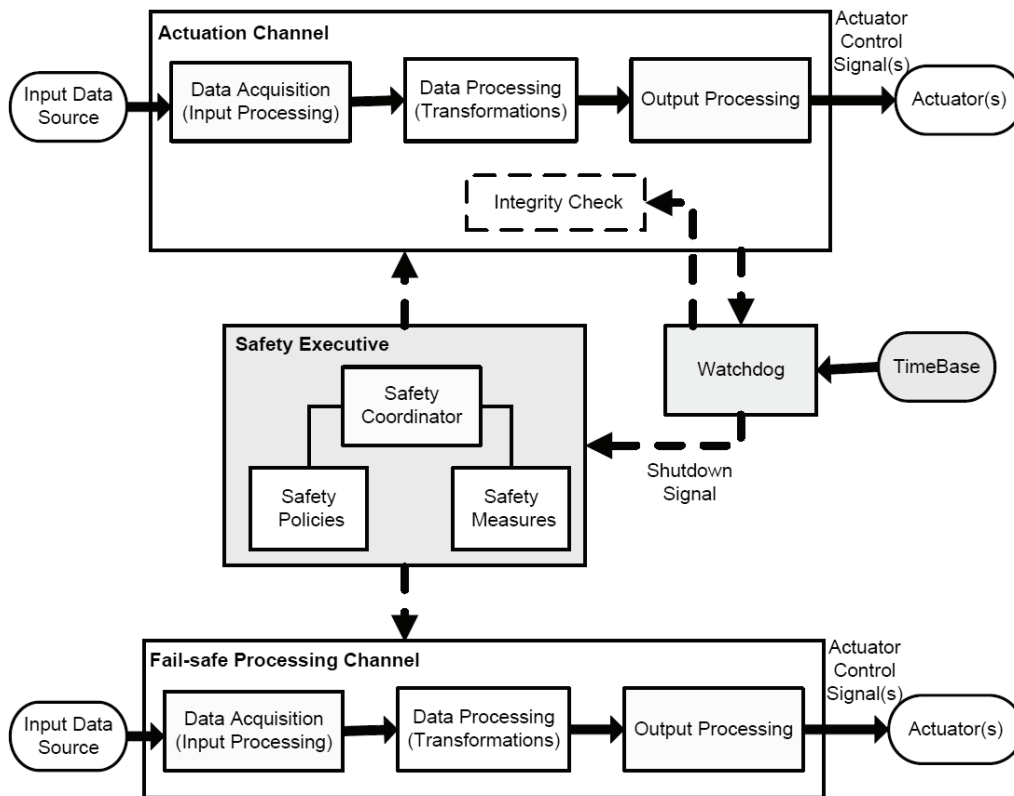 Actuation Channel
Actuator
Control
Signal(s)
Input Data
Source
Data Acquisition
(Input Processing)
Data Processing
(Transformations)
Output Processing
Actuator(s)
Integrity Check
Safety Executive
Safety
Coordinator
Safety
Policies
Safety
Measures
Watchdog
TimeBase
Shutdown
Signal
Fail-safe Processing Channel
Actuator
Control
Signal(s)
Input Data
Source
Data Acquisition
(Input Processing)
Data Processing
(Transformations)
Output Processing
Actuator(s)